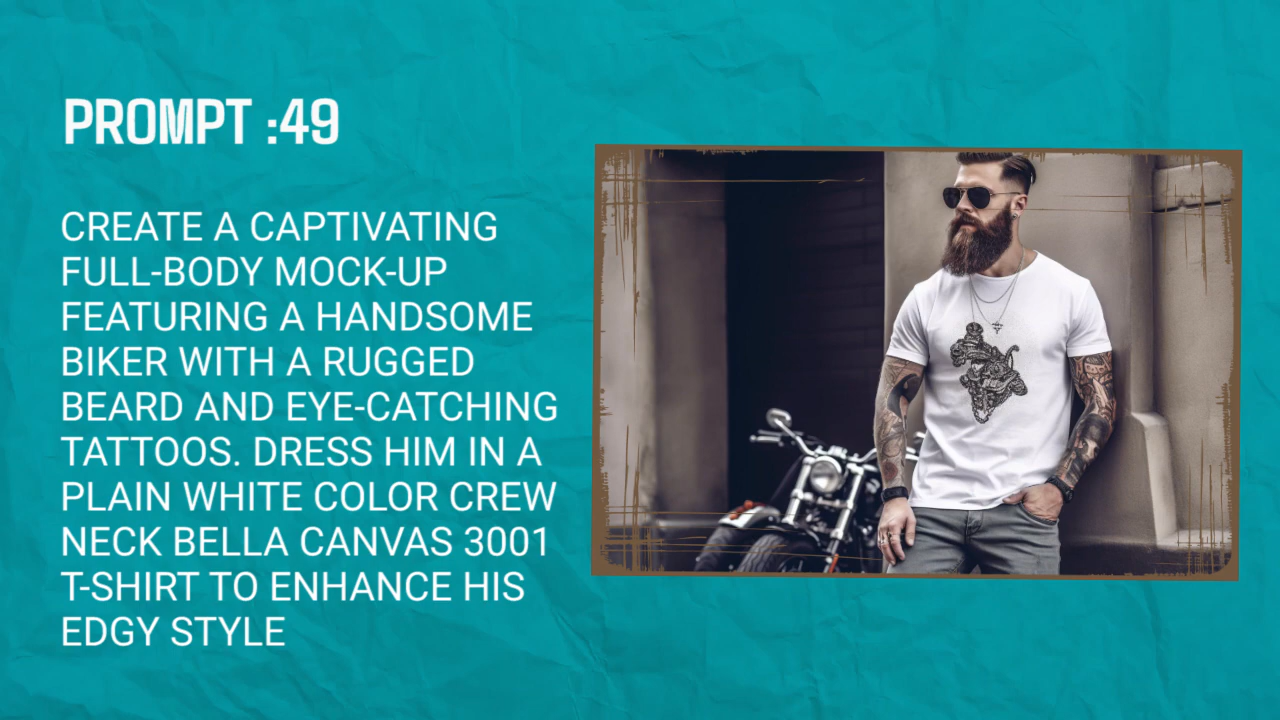 PROMPT :49
CREATE A CAPTIVATING
FULL-BODY MOCK-UP
FEATURING A HANDSOME
BIKER WITH A RUGGED
BEARD AND EYE-CATCHING
TATTOOS. DRESS HIM IN A
PLAIN WHITE COLOR CREW
NECK BELLA CANVAS 3001
T-SHIRT TO ENHANCE HIS
EDGY STYLE